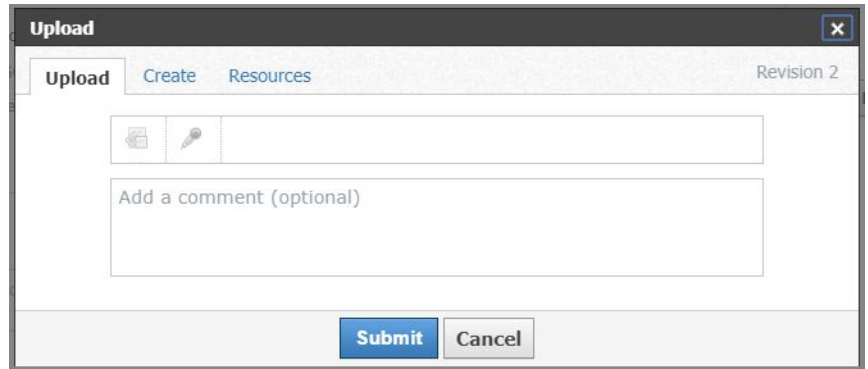 Upload
Upload Create Resources Revision 2
Add a comment (optional)
Submit Cancel